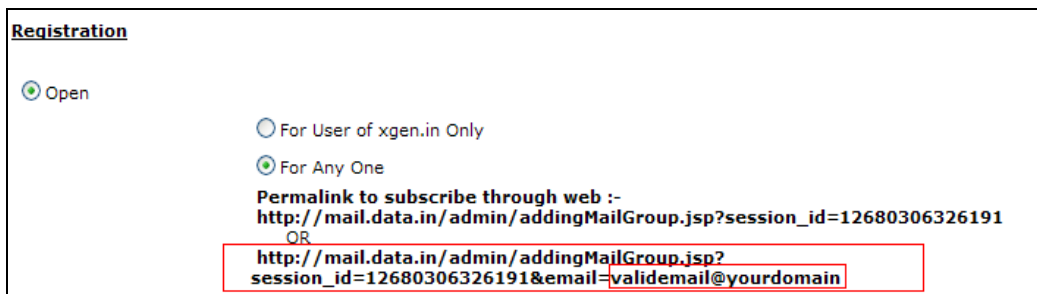 Registration
Open
For User of xgen.in Only
For Any One
Permalink to subscribe through web :-
http://mail.data.in/admin/addingMailGroup.jsp?session_id=12680306326191
OR
http://mail.data.in/admin/addingMailGroup.jsp?
session_id=12680306326191&email=validemail@yourdomain